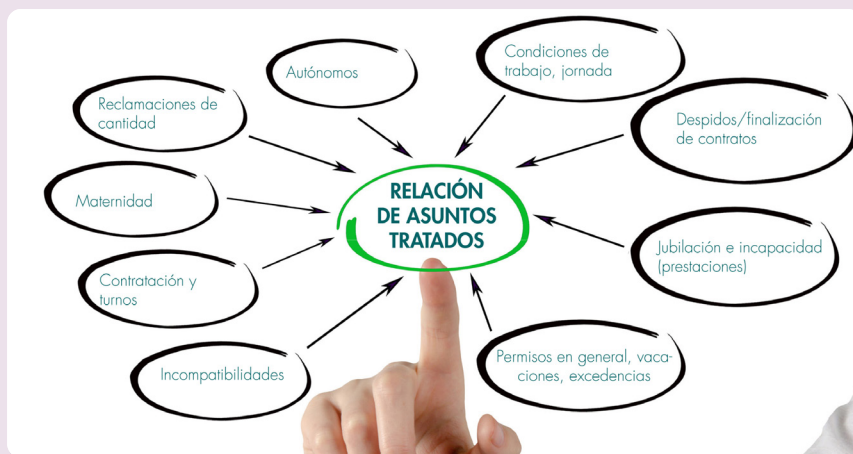 Autónomos
Condiciones de
trabajo, jornada
Reclamaciones de
cantidad
Despidos/finalización
de contratos
RELACIÓN
DE ASUNTOS
TRATADOS
Maternidad
Jubilación e incapacidad
(prestaciones)
Contratación y
turnos
Incompatibilidades
Permisos en general, vaca-
ciones, excedencias